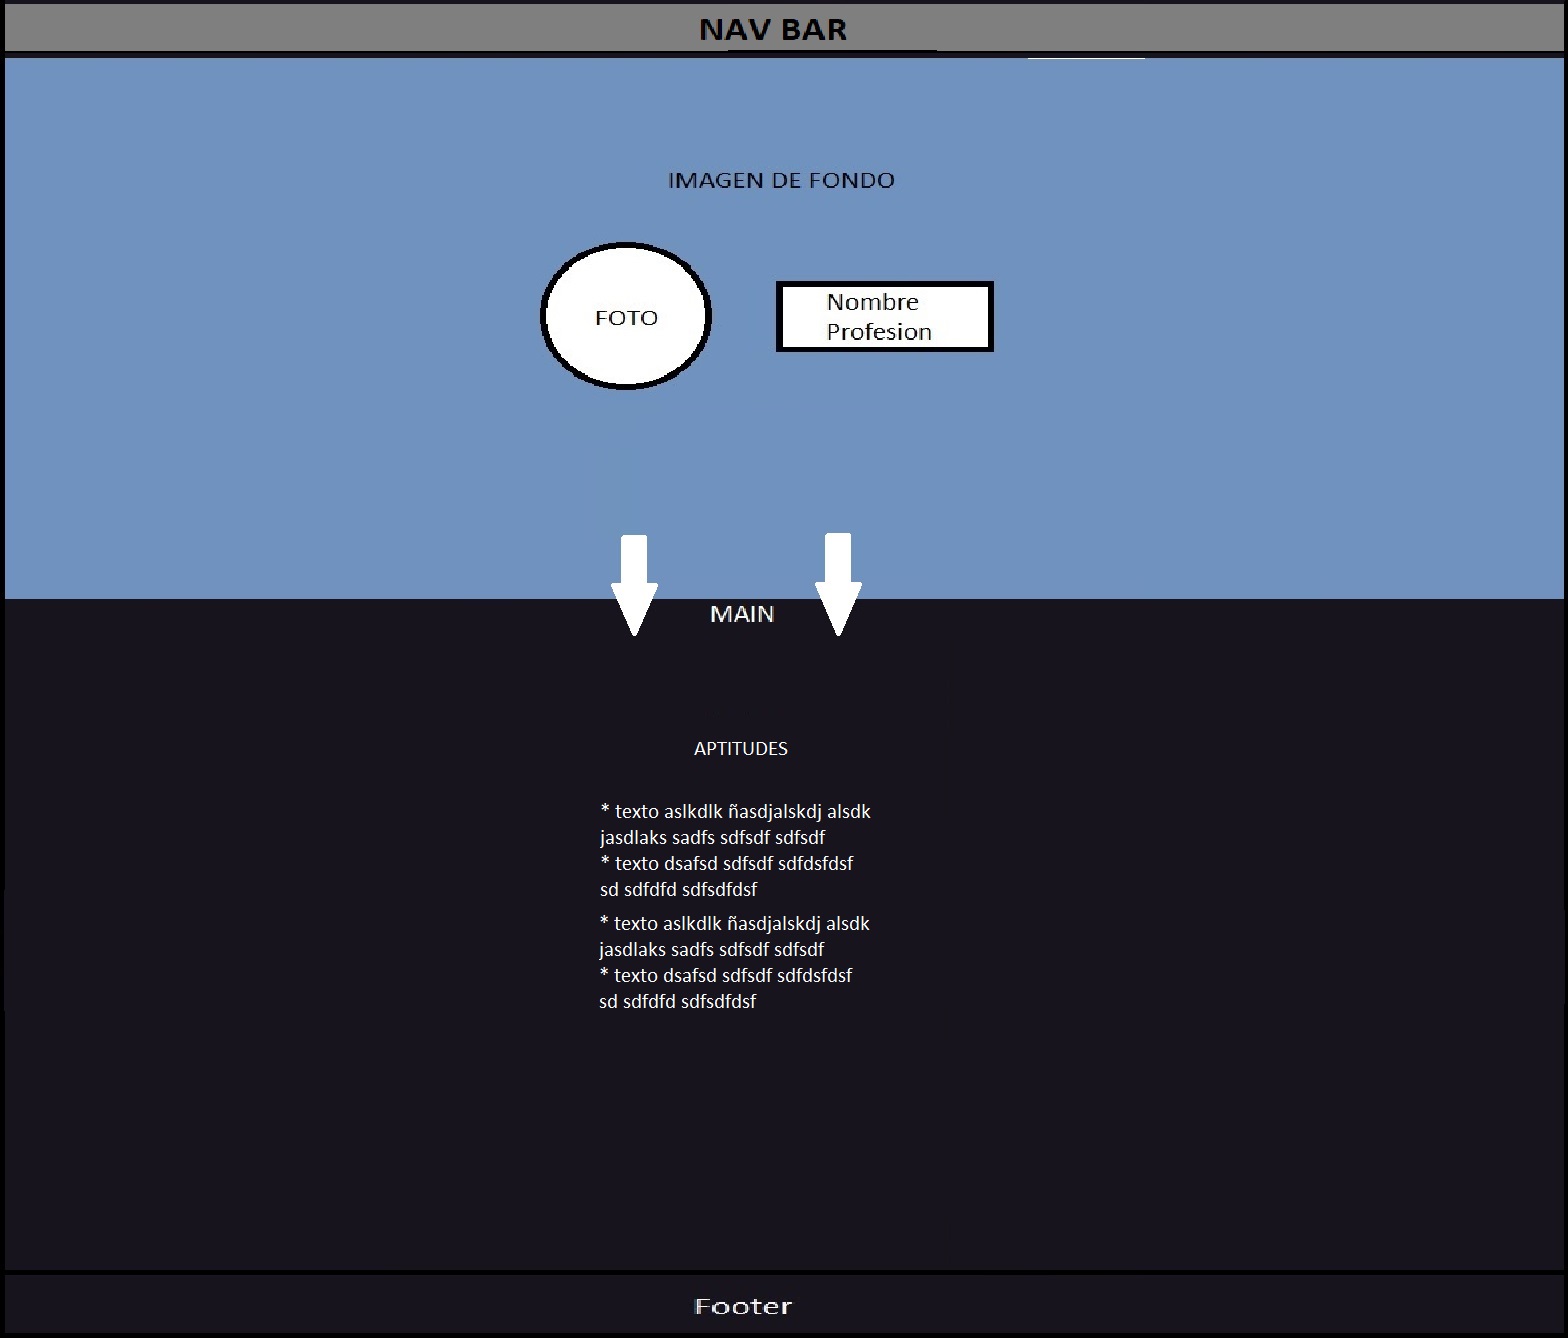 NAV BAR
IMAGEN DE FONDO
FOTO
Nombre
Profesion
MAIN
APTITUDES
* texto aslkdlk ñasdjalskdj alsdk
jasdlaks sadfs sdfsdf sdfsdf
* texto dsafsd sdfsdf sdfdsfdsf
sd sdfdfd sdfsdfdsf
* texto aslkdlk ñasdjalskdj alsdk
jasdlaks sadfs sdfsdf sdfsdf
* texto dsafsd sdfsdf sdfdsfdsf
sd sdfdfd sdfsdfdsf
Footer